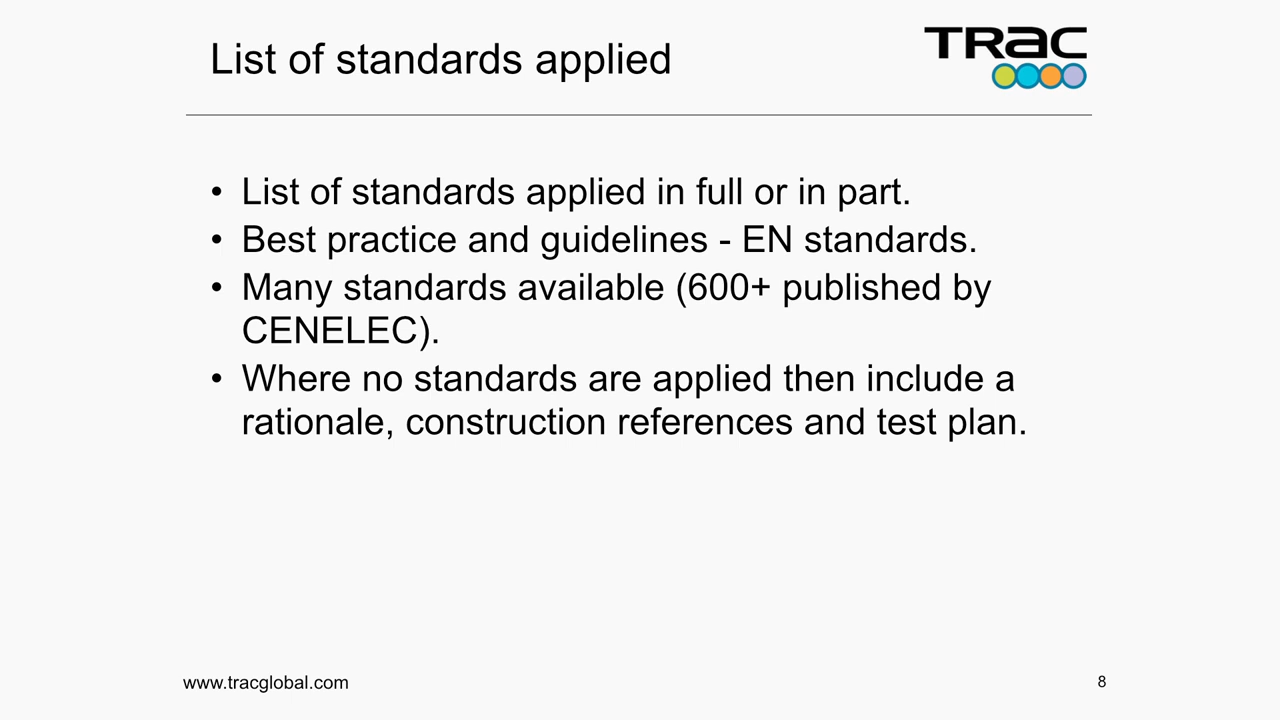 List of standards applied
TRaC
• List of standards applied in full or in part.
• Best practice and guidelines - EN standards.
• Many standards available (600+ published by
CENELEC).
• Where no standards are applied then include a
rationale, construction references and test plan.
www.tracglobal.com
8